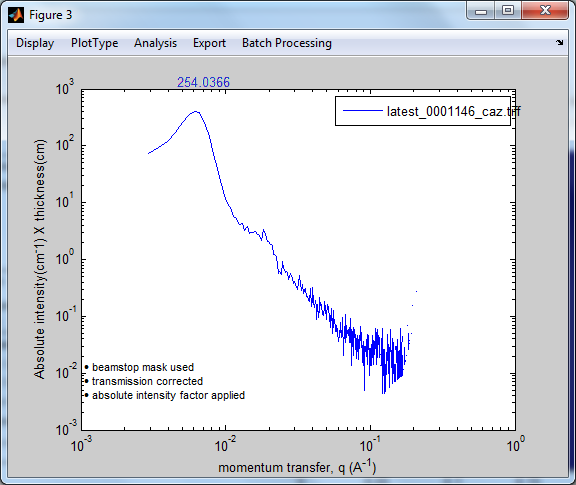 Figure 3
Display PlotType Analysis Export Batch Processing
254.0366
latest_0001146_caz.tiff
10^3
10^2
10^1
10^0
10^-1
10^-2
10^-3
Absolute intensity(cm^-1) X thickness(cm)
• beamstop mask used
• transmission corrected
• absolute intensity factor applied
10^-3 10^-2 10^-1 10^0
momentum transfer, q (A^-1)